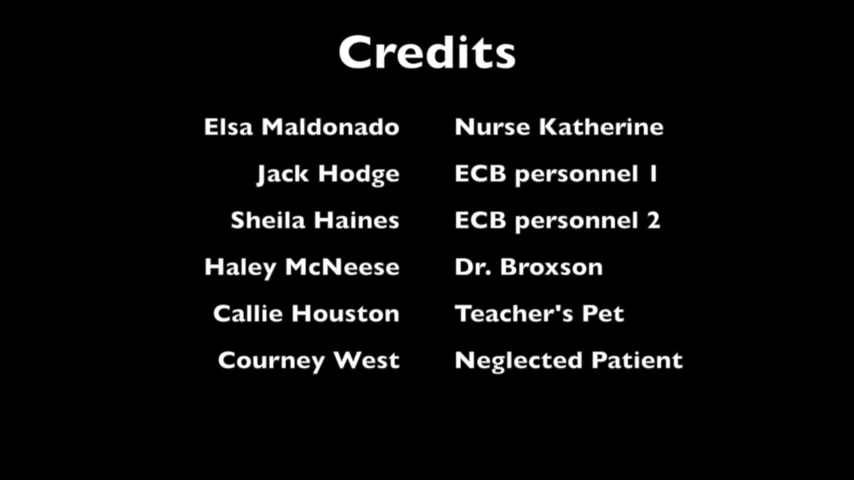 Credits
Elsa Maldonado Nurse Katherine
Jack Hodge ECB personnel 1
Sheila Haines ECB personnel 2
Haley McNeese Dr. Broxson
Callie Houston Teacher's Pet
Courney West Neglected Patient